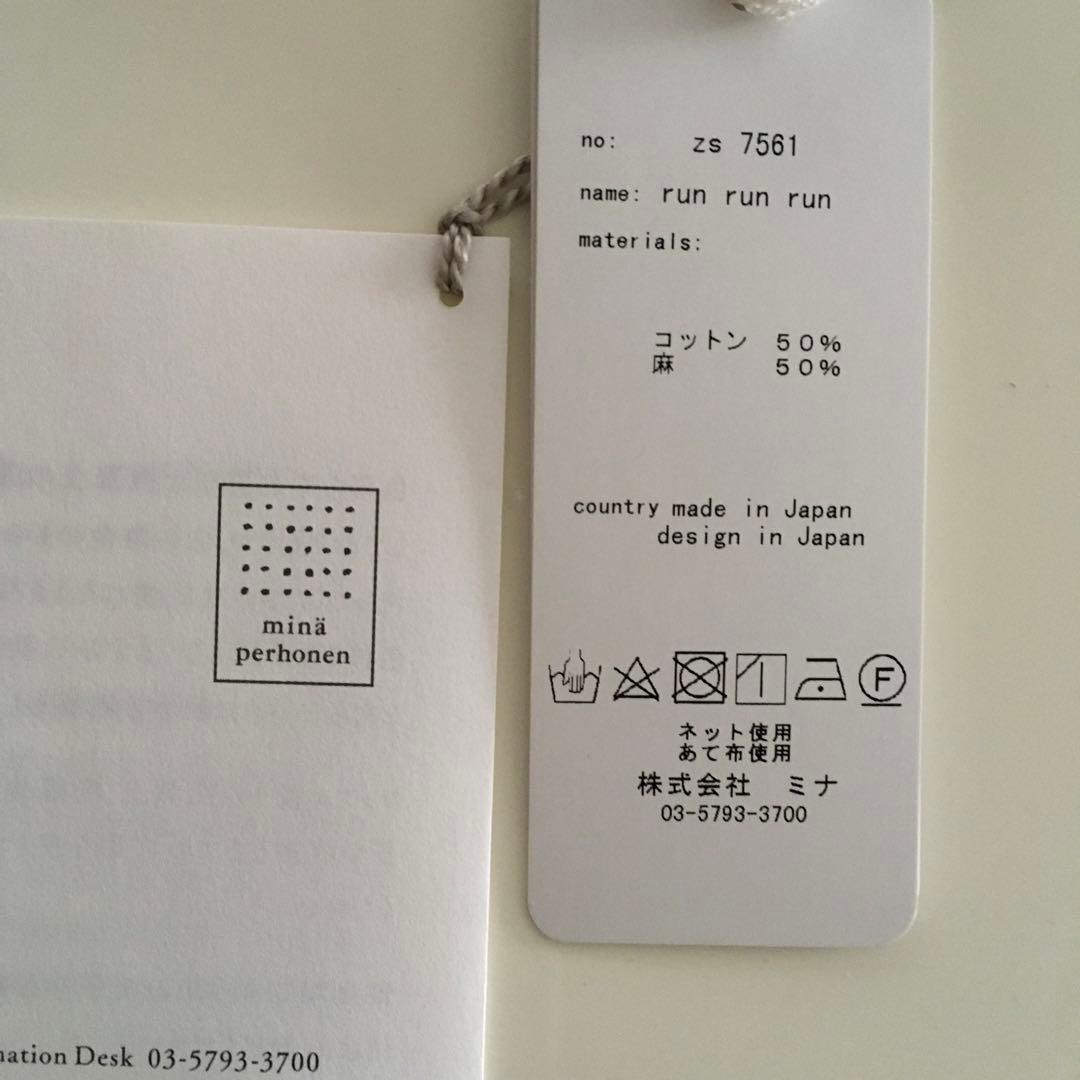 no: zs 7561
name: run run run
materials:
コットン 50%
麻 50%
country made in Japan
design in Japan
F
ネット使用
あて布使用
株式会社 ミナ
03-5793-3700
minä
perhonen
Desk 03-5793-3700